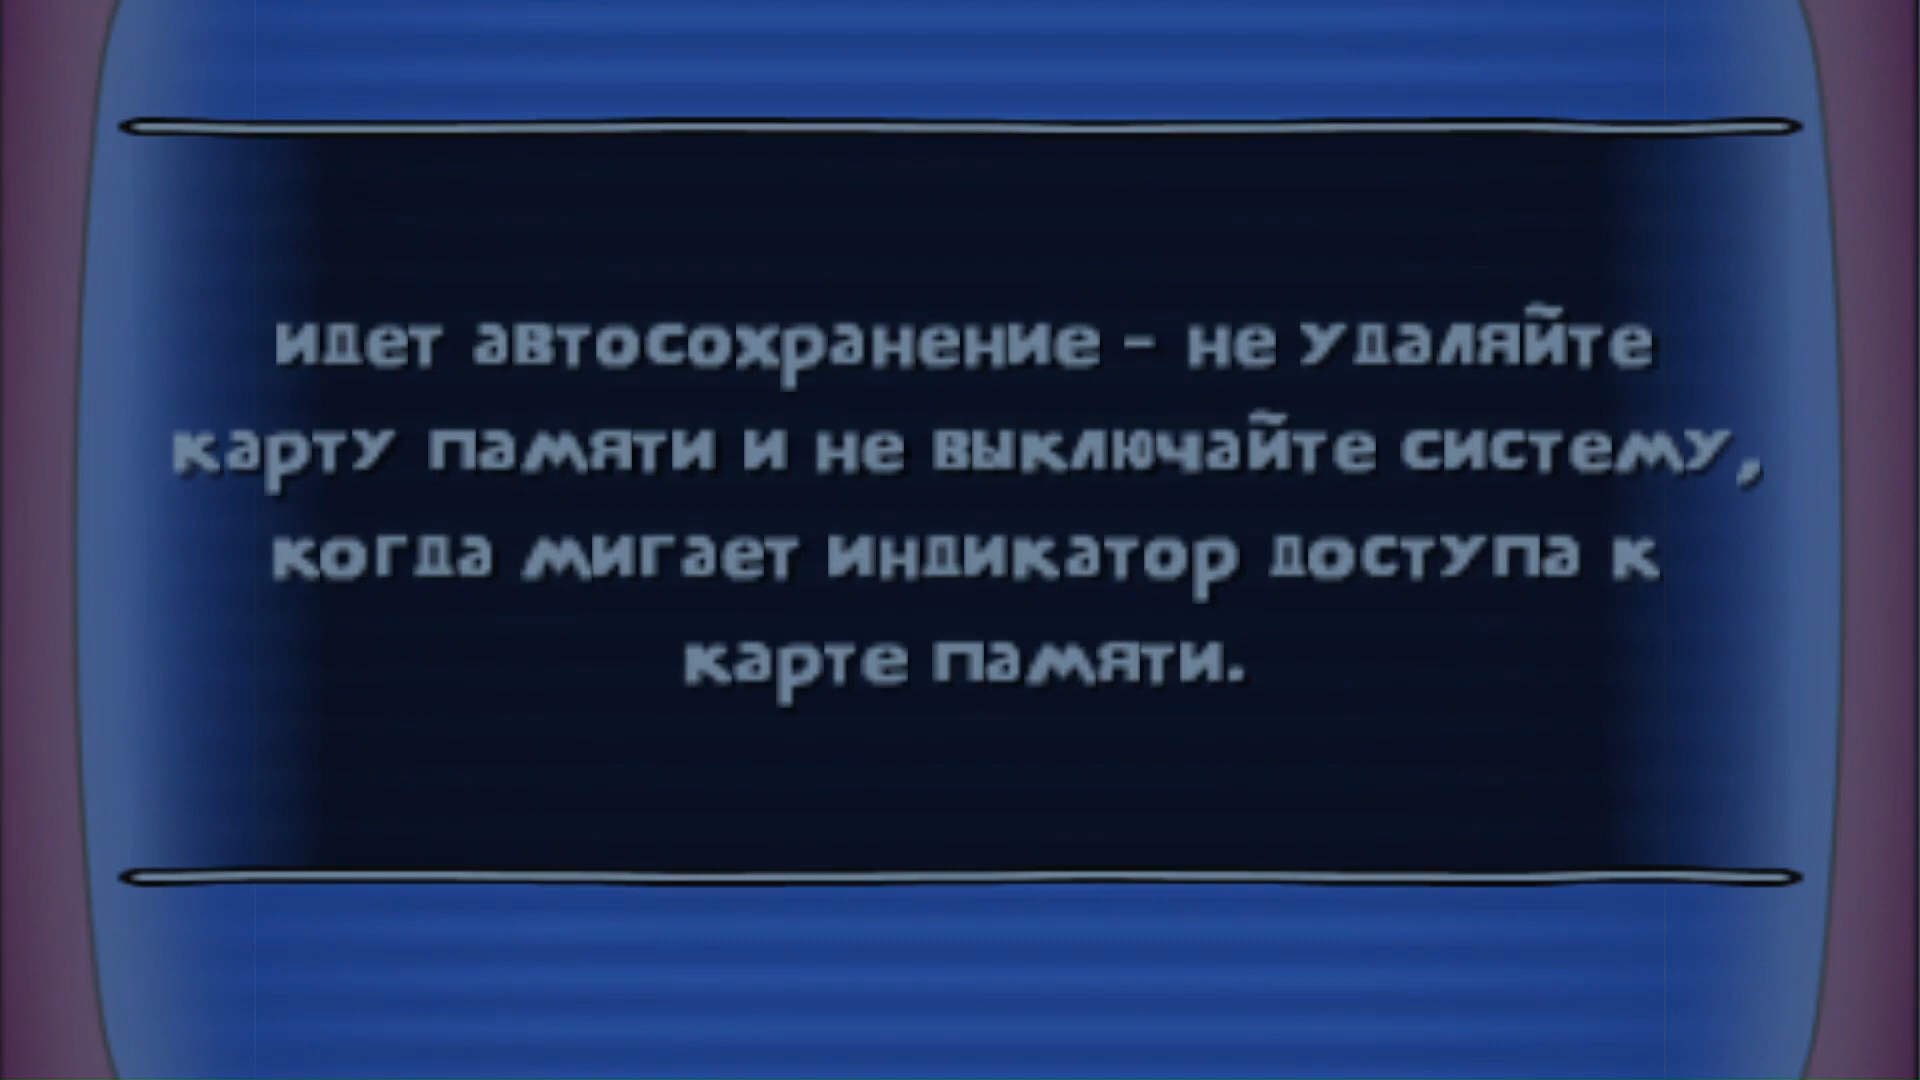 идет автосохранение - не удаляйте
карту памяти и не выключайте систему,
когда мигает индикатор доступа к
карте памяти.